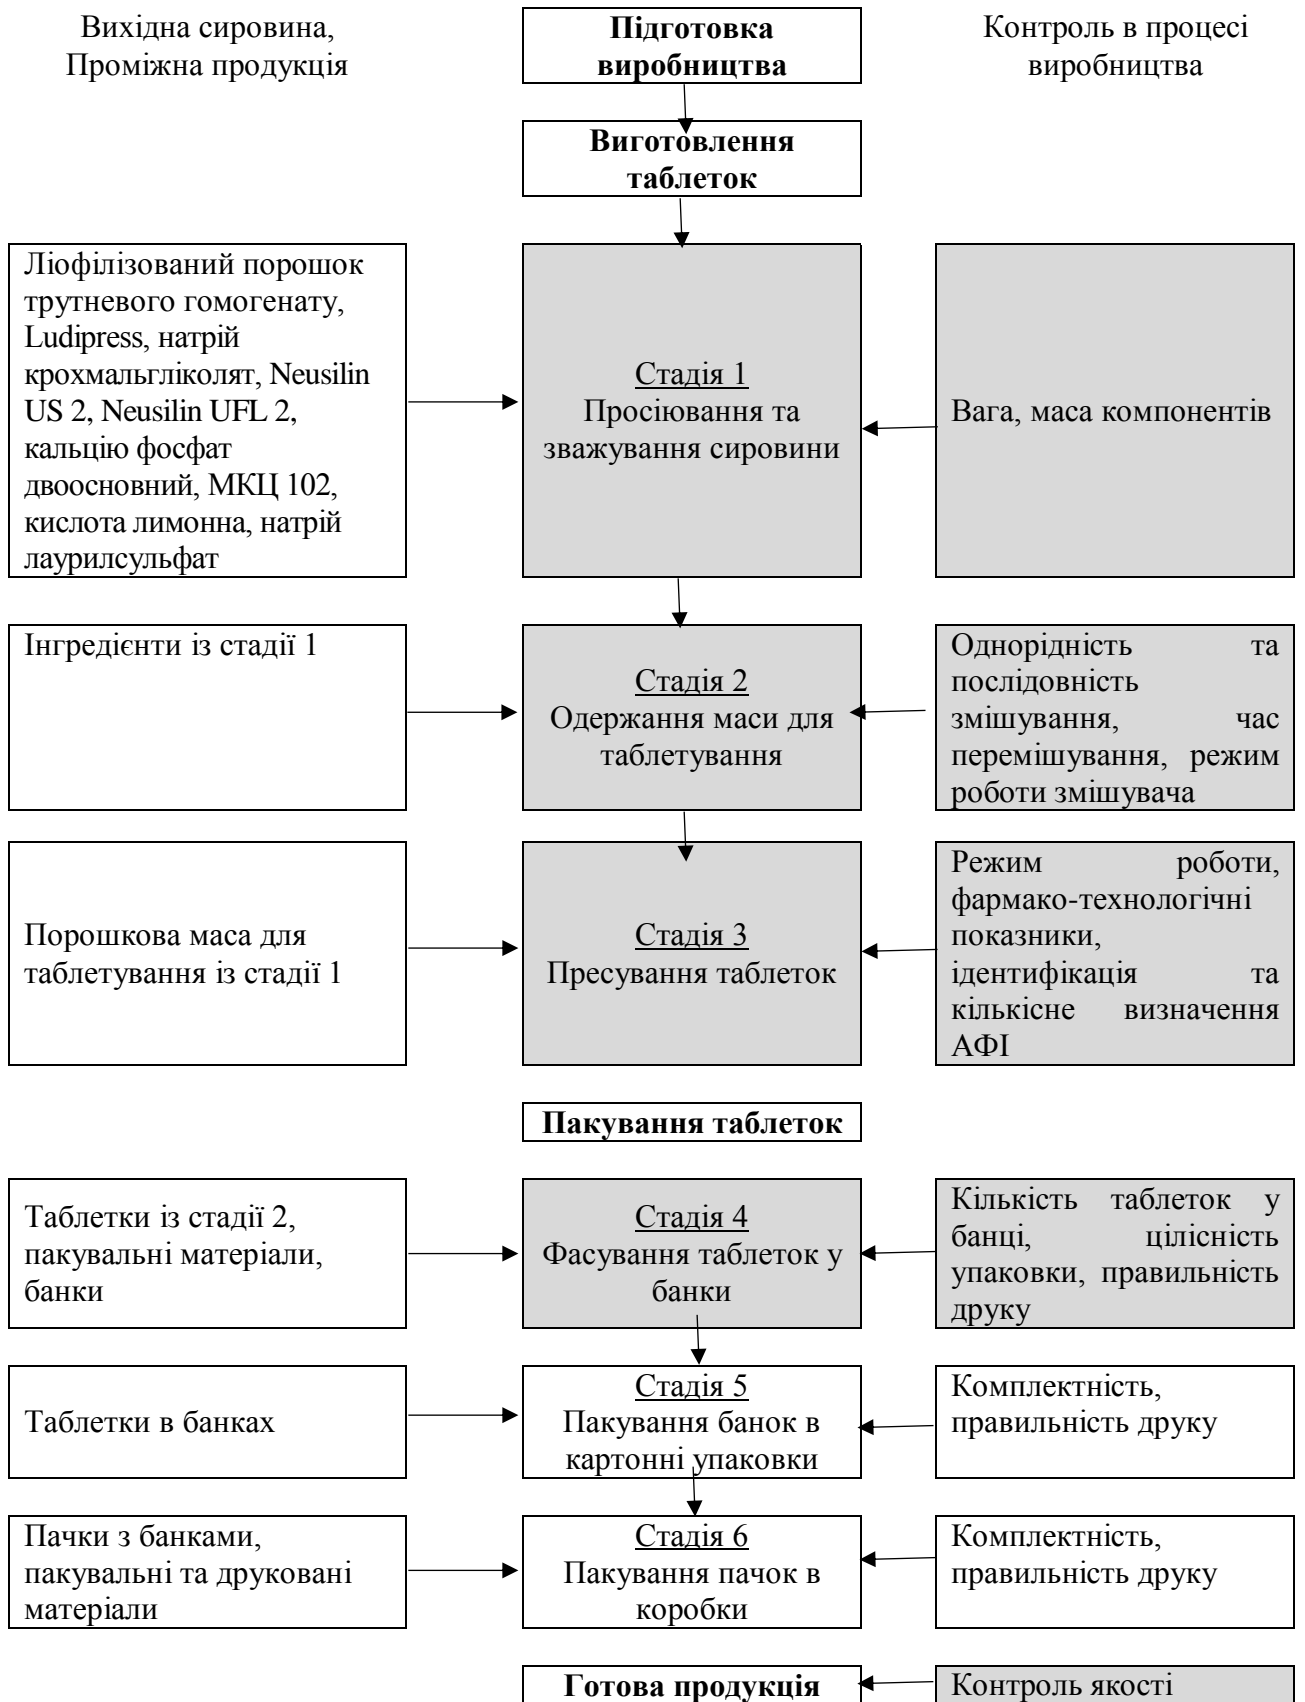 Вихідна сировина,
Проміжна продукція
Підготовка
виробництва
Контроль в процесі
виробництва
Виготовлення
таблеток
Ліофілізований порошок
трутневого гомогенату,
Ludipress, натрій
крохмальгліколят, Neusilin
US 2, Neusilin UFL 2,
кальцію фосфат
двоосновний, МКЦ 102,
кислота лимонна, натрій
лаурилсульфат
Стадія 1
Просіювання та
зважування сировини
Вага, маса компонентів
Інгредієнти із стадії 1
Стадія 2
Одержання маси для
таблетування
Однорідність та
послідовність
змішування, час
перемішування, режим
роботи змішувача
Порошкова маса для
таблетування із стадії 1
Стадія 3
Пресування таблеток
Режим роботи,
фармако-технологічні
показники,
ідентифікація та
кількісне визначення
АФІ
Пакування таблеток
Таблетки із стадії 2,
пакувальні матеріали,
банки
Стадія 4
Фасування таблеток у
банки
Кількість таблеток у
банці, цілісність
упаковки, правильність
друку
Таблетки в банках
Стадія 5
Пакування банок в
картонні упаковки
Комплектність,
правильність друку
Пачки з банками,
пакувальні та друковані
матеріали
Стадія 6
Пакування пачок в
коробки
Комплектність,
правильність друку
Готова продукція
Контроль якості